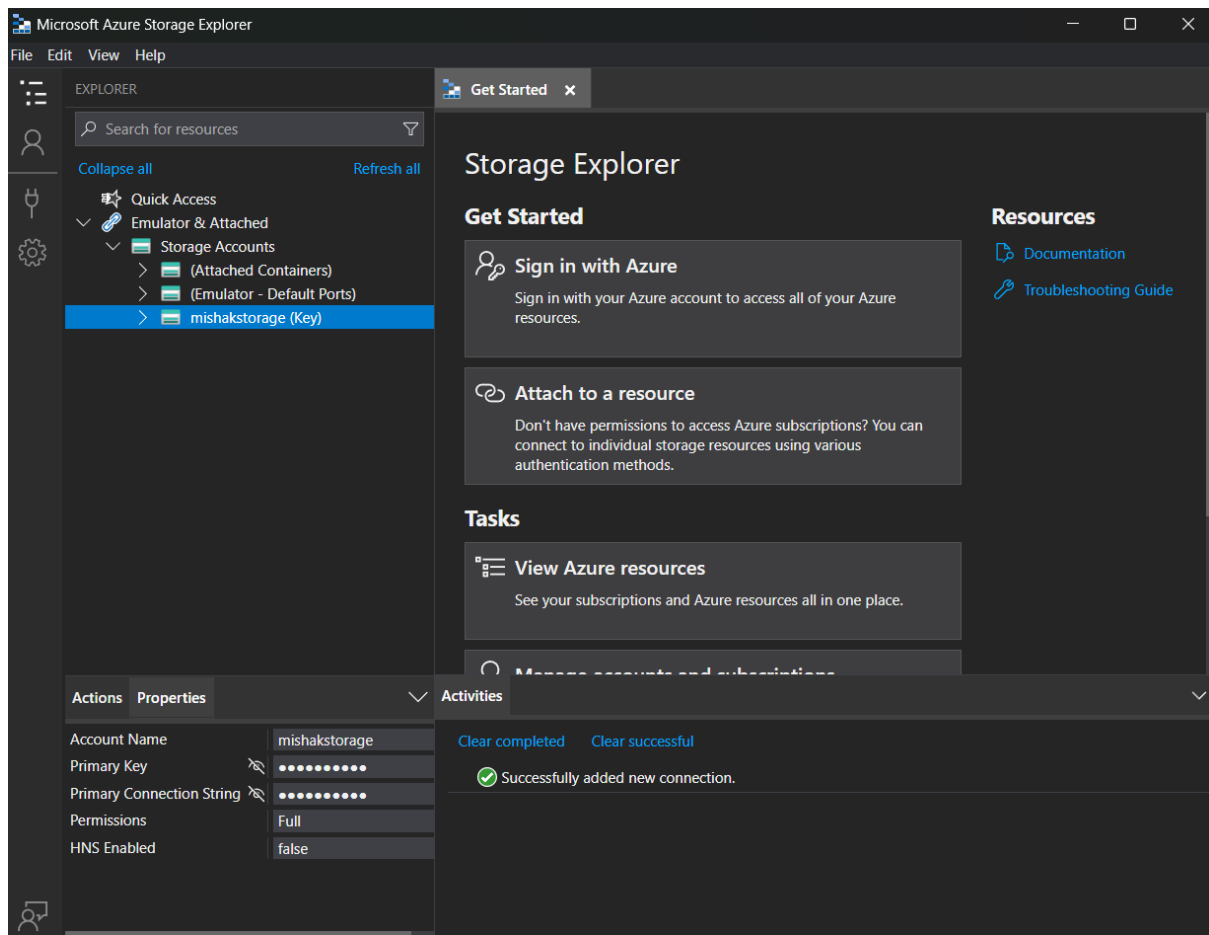 Microsoft Azure Storage Explorer
File Edit View Help
EXPLORER
Search for resources
Collapse all Refresh all
Quick Access
Emulator & Attached
Storage Accounts
(Attached Containers)
(Emulator - Default Ports)
mishakstorage (Key)
Actions Properties
Account Name mishakstorage
Primary Key ••••••••••
Primary Connection String ••••••••••
Permissions Full
HNS Enabled false
Get Started
Storage Explorer
Get Started
Sign in with Azure
Sign in with your Azure account to access all of your Azure
resources.
Attach to a resource
Don't have permissions to access Azure subscriptions? You can
connect to individual storage resources using various
authentication methods.
Tasks
View Azure resources
See your subscriptions and Azure resources all in one place.
Manage accounts and subscriptions
Resources
Documentation
Troubleshooting Guide
Activities
Clear completed Clear successful
Successfully added new connection.